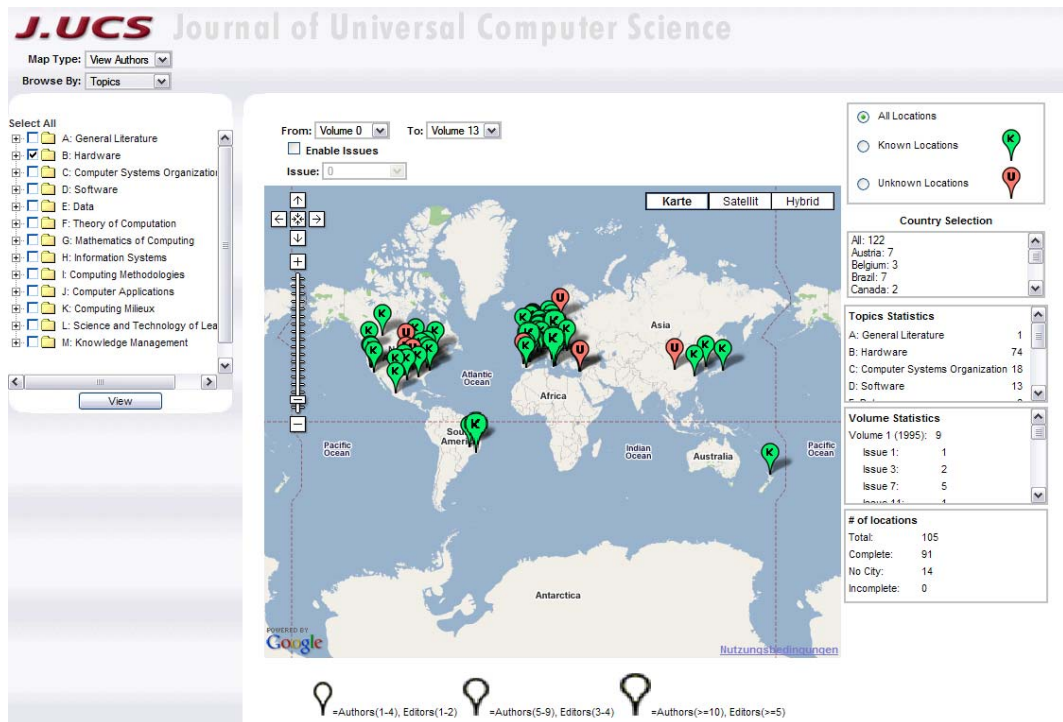 J.UCS Journal of Universal Computer Science
Map Type: View Authors
Browse By: Topics
Select All
A: General Literature
B: Hardware
C: Computer Systems Organization
D: Software
E: Data
F: Theory of Computation
G: Mathematics of Computing
H: Information Systems
I: Computing Methodologies
J: Computer Applications
K: Computing Milieux
L: Science and Technology of Lea
M: Knowledge Management
View
From: Volume 0 To: Volume 13
Enable Issues
Issue: 0
Karte Satellit Hybrid
Asia
Atlantic
Ocean
Africa
South
America
Pacific
Ocean
Indian
Ocean
Australia
Pacific
Ocean
Antarctica
POWERED BY
Google
Nutzungsbedingungen
=Authors(1-4), Editors(1-2) =Authors(5-9), Editors(3-4) =Authors(>=10), Editors(>=5)
All Locations
Known Locations K
Unknown Locations U
Country Selection
All: 122
Austria: 7
Belgium: 3
Brazil: 7
Canada: 2
Topics Statistics
A: General Literature 1
B: Hardware 74
C: Computer Systems Organization 18
D: Software 13
Volume Statistics
Volume 1 (1995): 9
Issue 1: 1
Issue 3: 2
Issue 7: 5
Issue 11: 1
# of locations
Total: 105
Complete: 91
No City: 14
Incomplete: 0